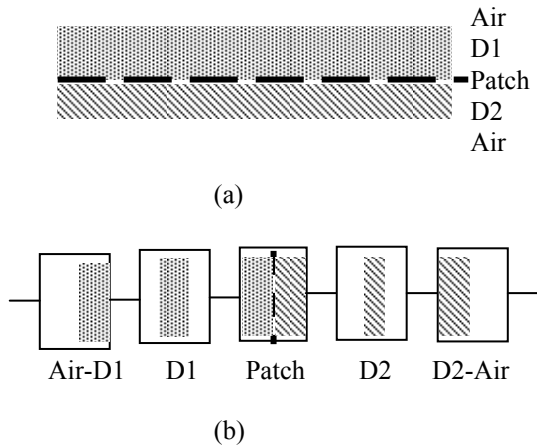 Air
D1
Patch
D2
Air
(a)
Air-D1 D1 Patch D2 D2-Air
(b)